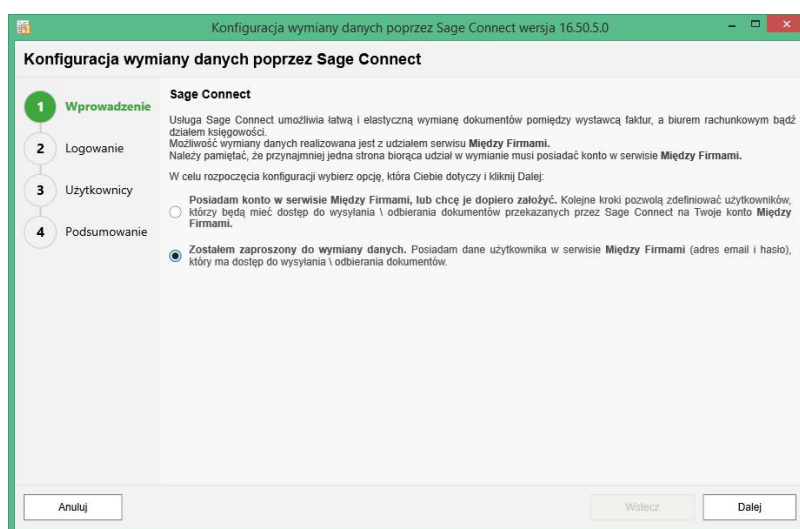 Konfiguracja wymiany danych poprzez Sage Connect wersja 16.50.5.0
Konfiguracja wymiany danych poprzez Sage Connect
1 Wprowadzenie
2 Logowanie
3 Użytkownicy
4 Podsumowanie
Sage Connect
Usługa Sage Connect umożliwia łatwą i elastyczną wymianę dokumentów pomiędzy wystawcą faktur, a biurem rachunkowym bądź
działem księgowości.
Możliwość wymiany danych realizowana jest z udziałem serwisu Między Firmami.
Należy pamiętać, że przynajmniej jedna strona biorąca udział w wymianie musi posiadać konto w serwisie Między Firmami.
W celu rozpoczęcia konfiguracji wybierz opcję, która Ciebie dotyczy i kliknij Dalej:
Posiadam konto w serwisie Między Firmami, lub chcę je dopiero założyć. Kolejne kroki pozwolą zdefiniować użytkowników,
którzy będą mieć dostęp do wysyłania \ odbierania dokumentów przekazanych przez Sage Connect na Twoje konto Między
Firmami.
Zostałem zaproszony do wymiany danych. Posiadam dane użytkownika w serwisie Między Firmami (adres email i hasło),
który ma dostęp do wysyłania \ odbierania dokumentów.
Anuluj
Wstecz
Dalej